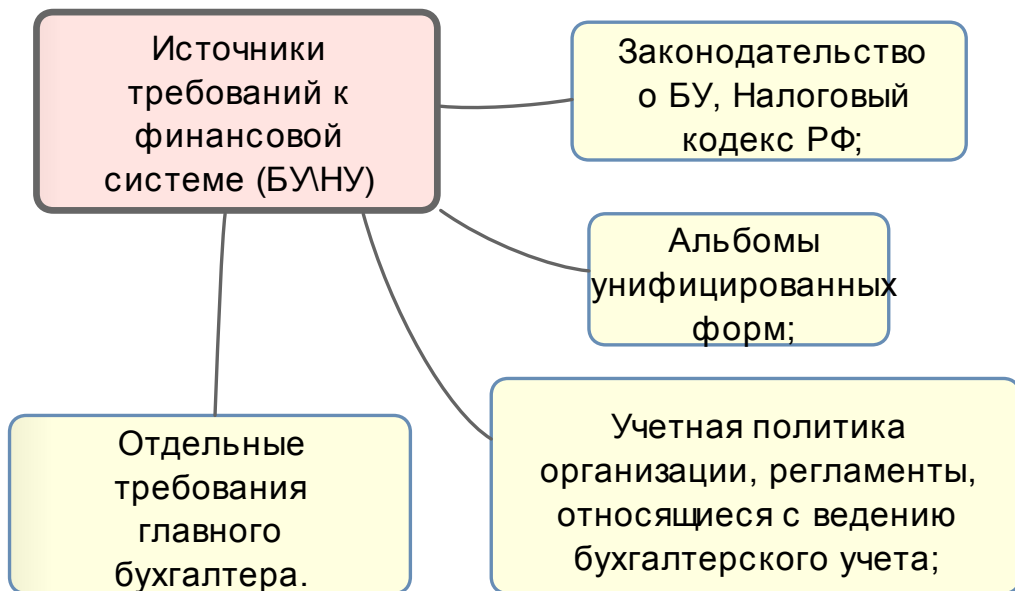 Источники
требований к
финансовой
системе (БУ\НУ)
Законодательство
о БУ, Налоговый
кодекс РФ;
Альбомы
унифицированных
форм;
Учетная политика
организации, регламенты,
относящиеся с ведению
бухгалтерского учета;
Отдельные
требования
главного
бухгалтера.